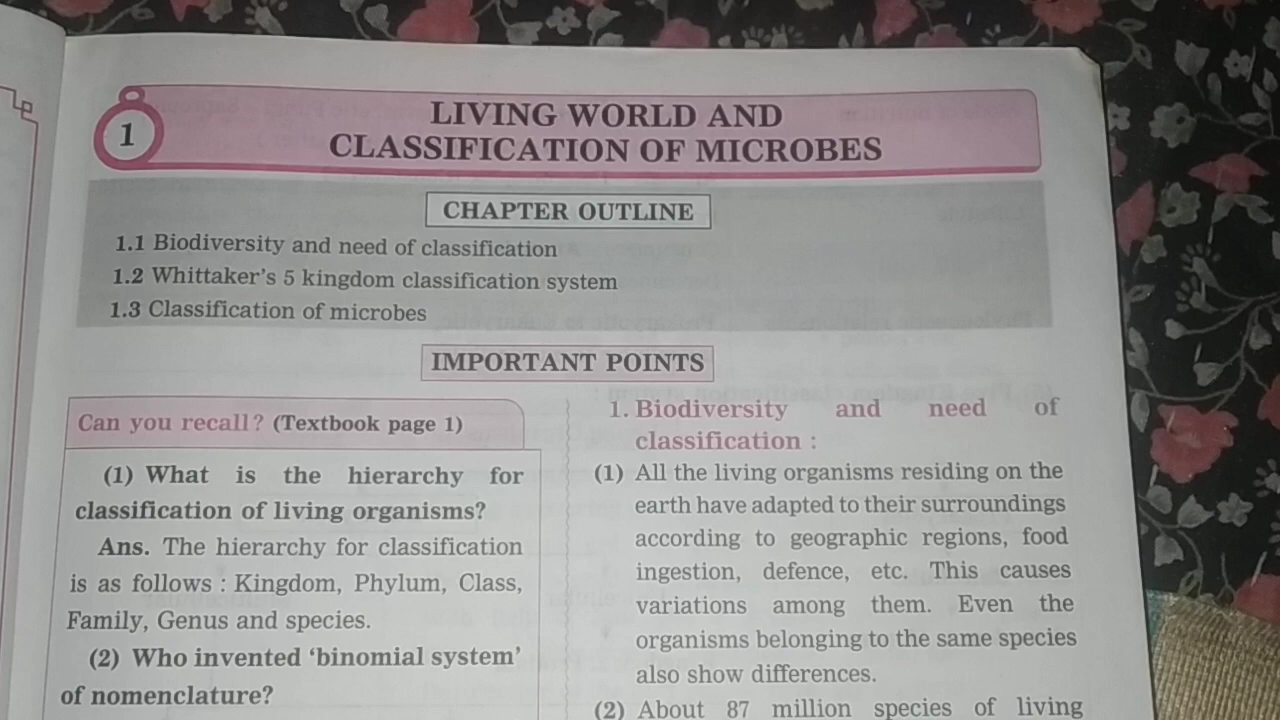 1
LIVING WORLD AND
CLASSIFICATION OF MICROBES
CHAPTER OUTLINE
1.1 Biodiversity and need of classification
1.2 Whittaker's 5 kingdom classification system
1.3 Classification of microbes
IMPORTANT POINTS
Can you recall? (Textbook page 1)
(1) What is the hierarchy for
classification of living organisms?
Ans. The hierarchy for classification
is as follows : Kingdom, Phylum, Class,
Family, Genus and species.
(2) Who invented 'binomial system'
of nomenclature?
1. Biodiversity and need of
classification :
(1) All the living organisms residing on the
earth have adapted to their surroundings
according to geographic regions, food
ingestion, defence, etc. This causes
variations among them. Even the
organisms belonging to the same species
also show differences.
(2) About 87 million species of living